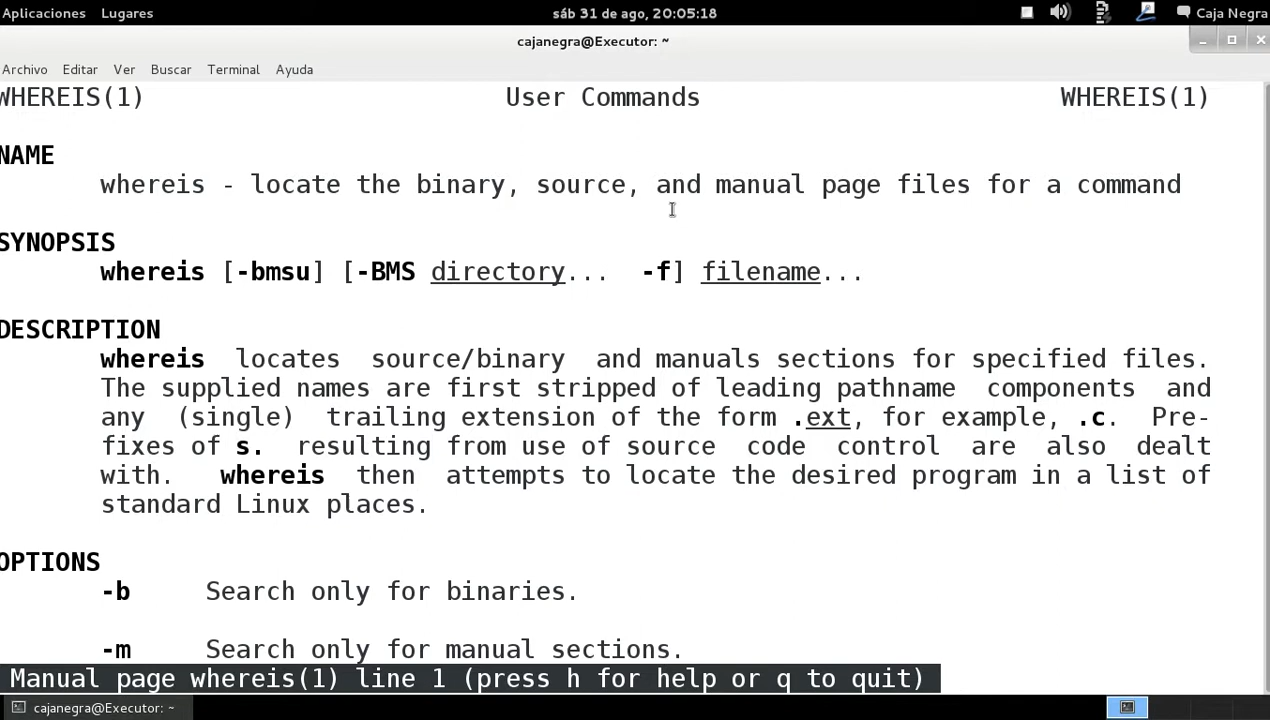 Aplicaciones Lugares sáb 31 de ago, 20:05:18 Caja Negra
cajanegra@Executor: ~
Archivo Editar Ver Buscar Terminal Ayuda
WHEREIS(1) User Commands WHEREIS(1)
NAME
whereis - locate the binary, source, and manual page files for a command
SYNOPSIS
whereis [-bmsu] [-BMS directory... -f] filename...
DESCRIPTION
whereis locates source/binary and manuals sections for specified files.
The supplied names are first stripped of leading pathname components and
any (single) trailing extension of the form .ext, for example, .c. Pre-
fixes of s. resulting from use of source code control are also dealt
with. whereis then attempts to locate the desired program in a list of
standard Linux places.
OPTIONS
-b Search only for binaries.
-m Search only for manual sections.
Manual page whereis(1) line 1 (press h for help or q to quit)
cajanegra@Executor: ~